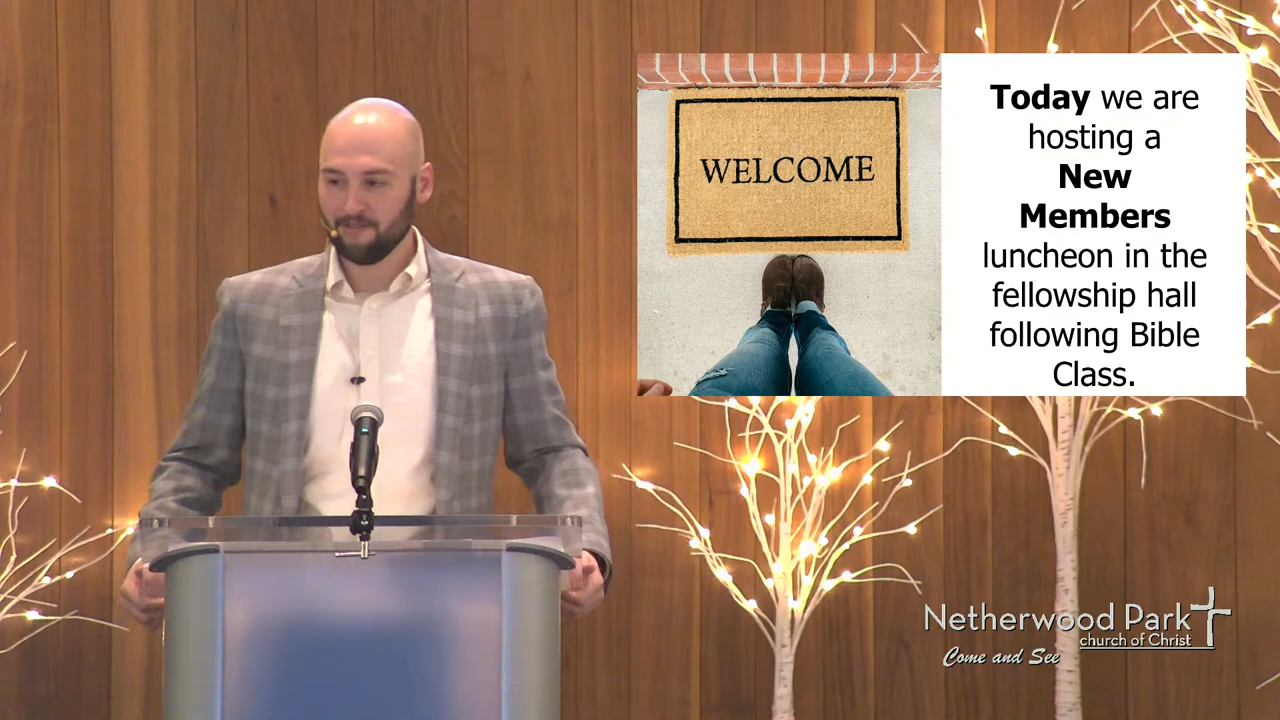 WELCOME
Today we are
hosting a
New
Members
luncheon in the
fellowship hall
following Bible
Class.
Netherwood Park
church of Christ
Come and See